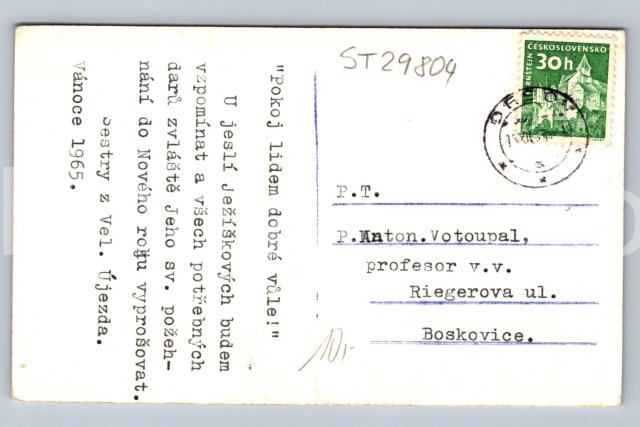 "Pokoj lidem dobré vůle!"
U jeslí Ježíškových budem
vzpomínat a všech potřebných
darů zvláště Jeho sv. požeh-
nání do Nového roku vyprošovat.
Sestry z Vel. Újezda.
Vánoce 1965.
ST29804
ČESKOSLOVENSKO
30h
P.T.
P.Anton.Votoupal,
profesor v.v.
Riegerova ul.
Boskovice.
10,-